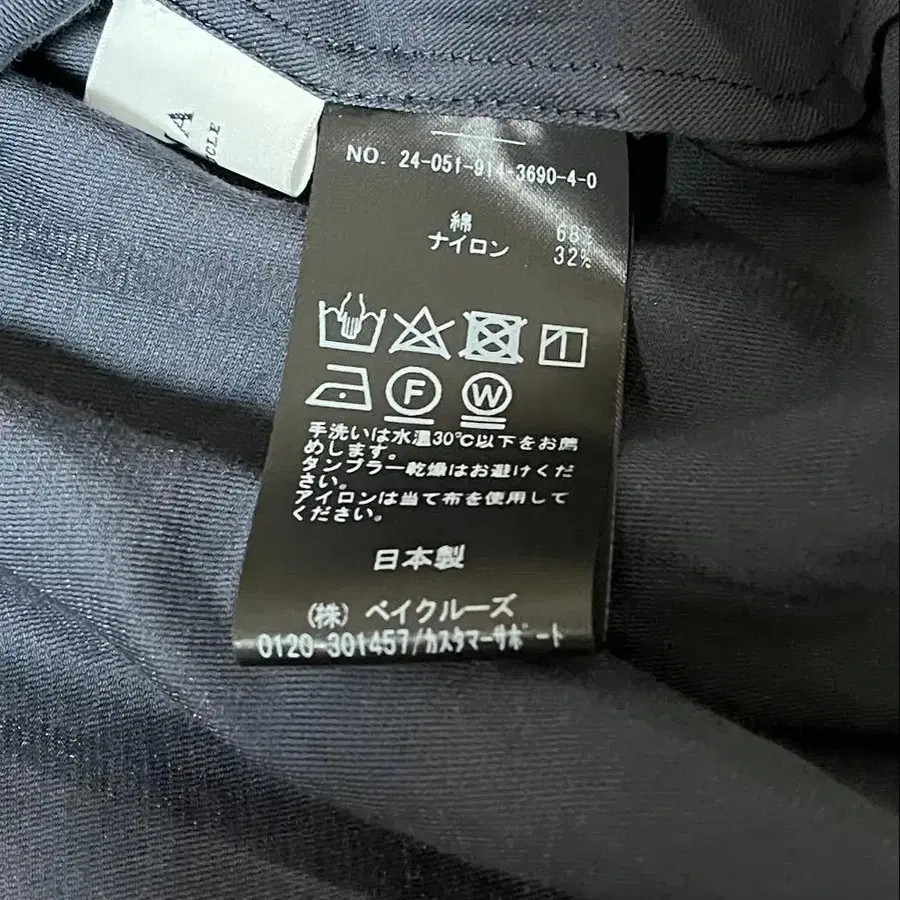 UCLE
NO. 24-051-914-3690-4-0
綿 68%
ナイロン 32%
F
W
手洗いは水温30℃以下をお薦
めします。
タンブラー乾燥はお避けくだ
さい。
アイロンは当て布を使用して
ください。
日本製
(株) ベイクルーズ
0120-301457/カスタマーサポート